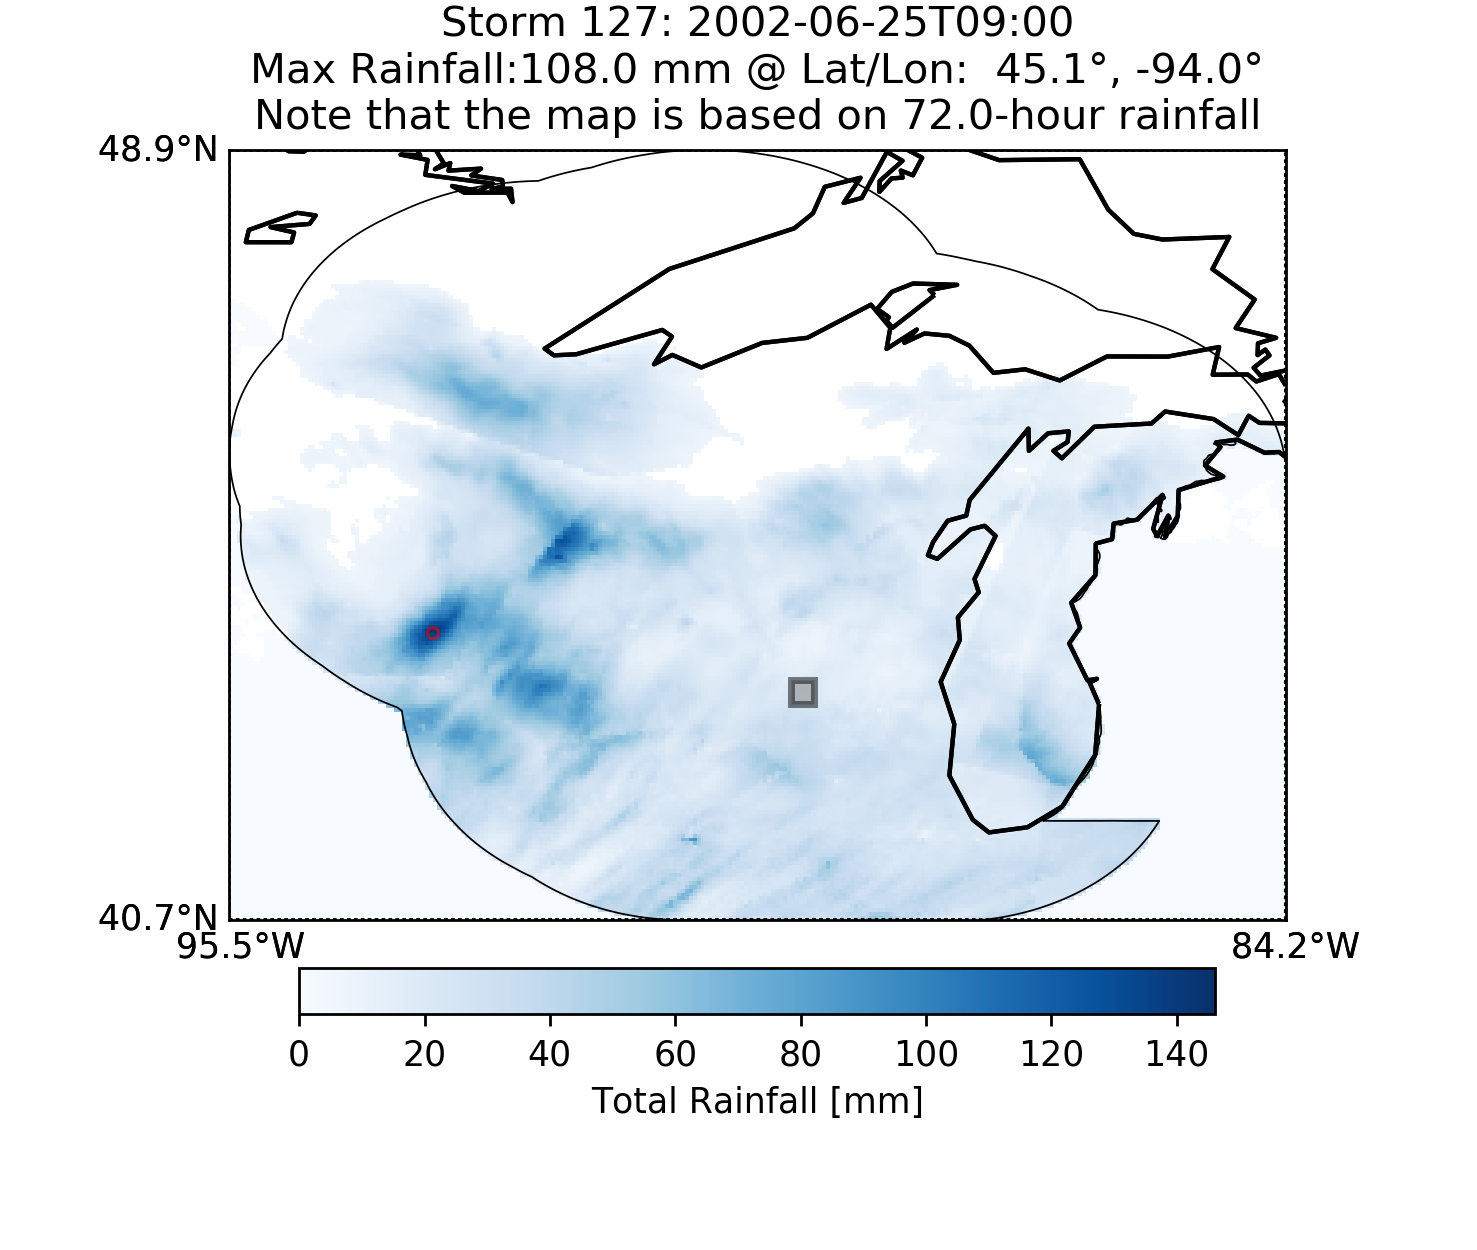 Storm 127: 2002-06-25T09:00
Max Rainfall:108.0 mm @ Lat/Lon:  45.1°, -94.0°
Note that the map is based on 72.0-hour rainfall
48.9°N
40.7°N
95.5°W 84.2°W
0 20 40 60 80 100 120 140
Total Rainfall [mm]